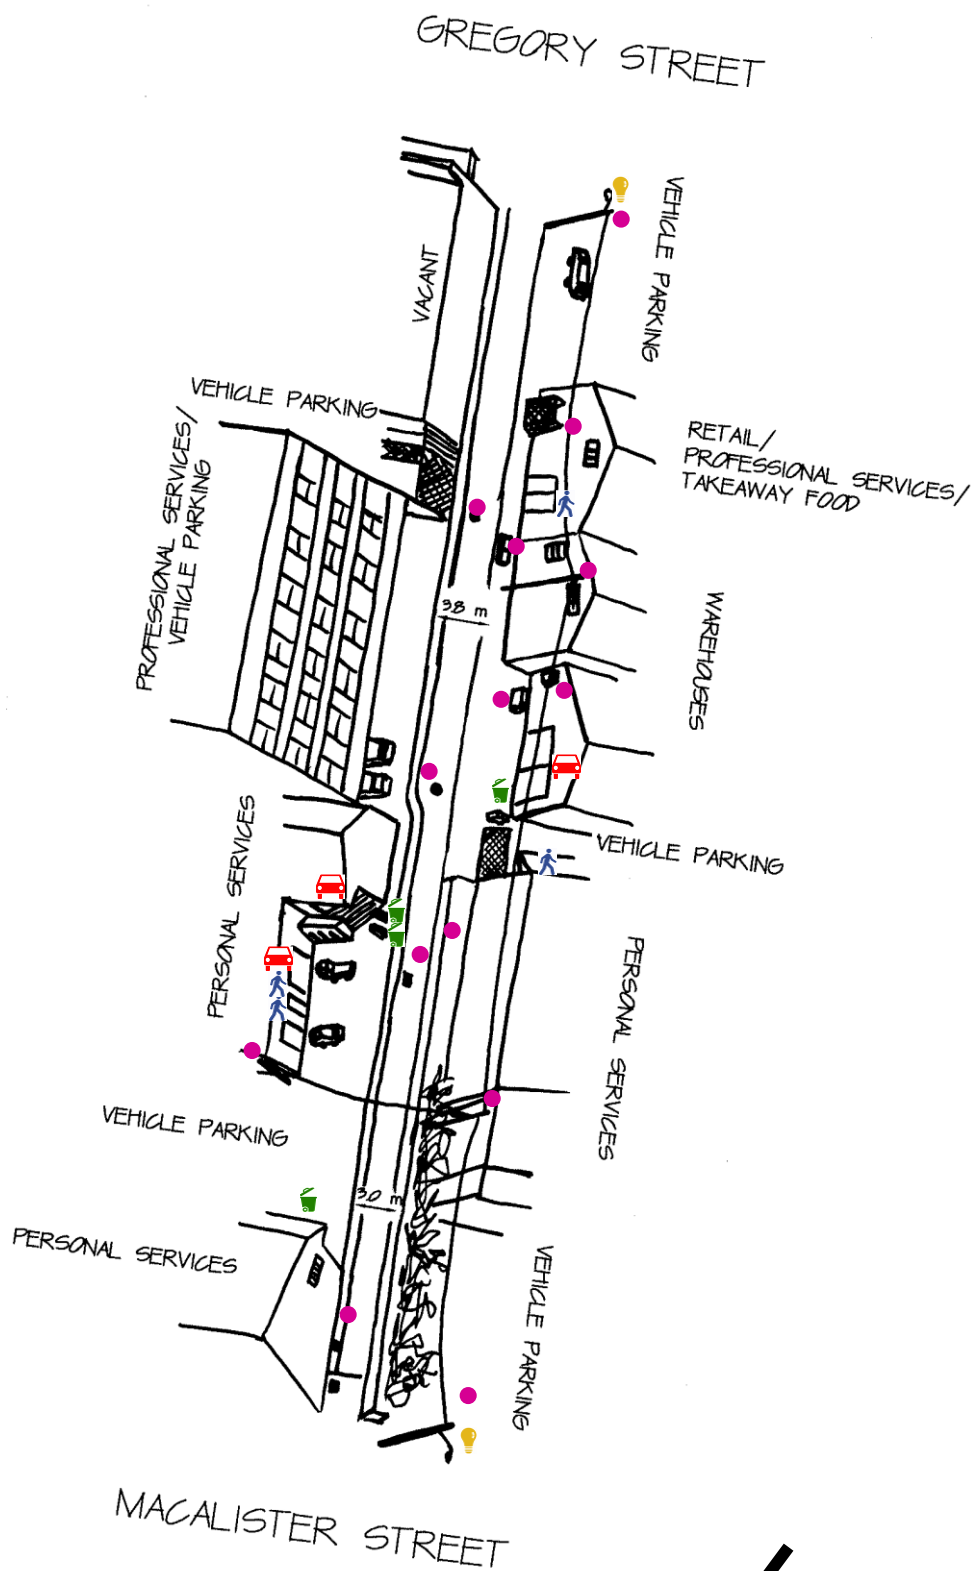 GREGORY STREET
VEHICLE PARKING
VACANT
VEHICLE PARKING
PROFESSIONAL SERVICES/
VEHICLE PARKING
RETAIL/
PROFESSIONAL SERVICES/
TAKEAWAY FOOD
3.8 m
WAREHOUSES
PERSONAL SERVICES
VEHICLE PARKING
PERSONAL SERVICES
VEHICLE PARKING
3.0 m
PERSONAL SERVICES
VEHICLE PARKING
MACALISTER STREET